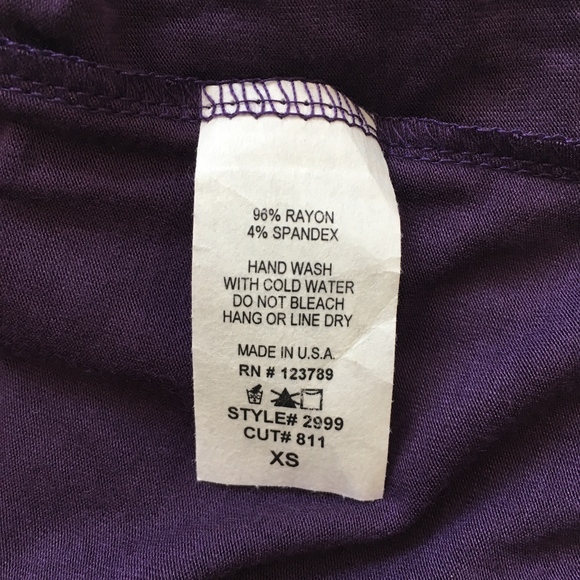 96% RAYON
4% SPANDEX
HAND WASH
WITH COLD WATER
DO NOT BLEACH
HANG OR LINE DRY
MADE IN U.S.A.
RN # 123789
STYLE# 2999
CUT# 811
XS